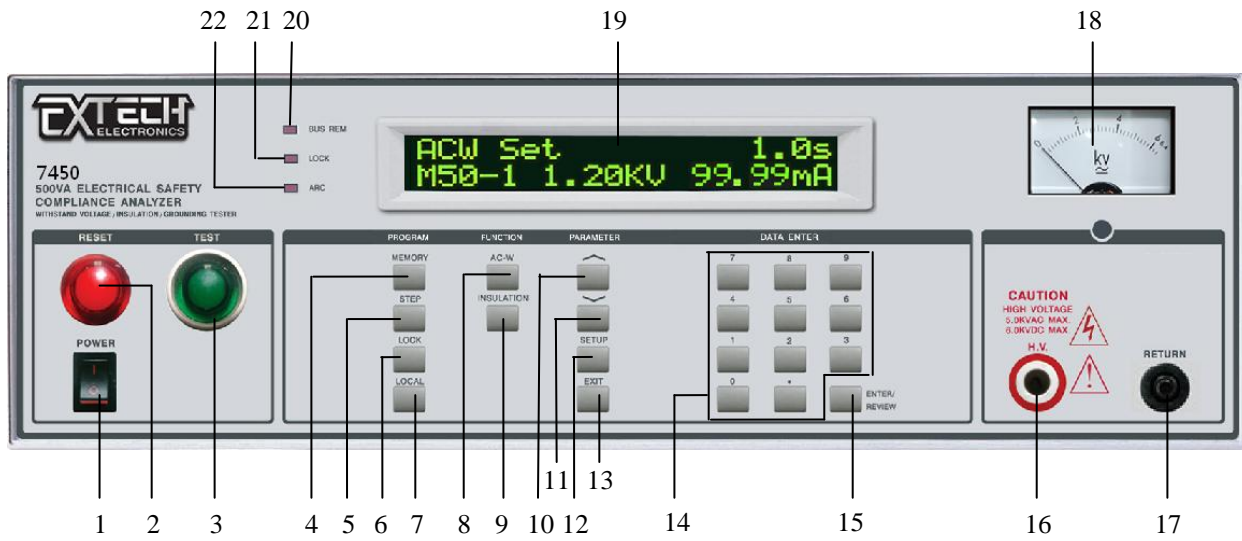 22 21 20 19 18
EXTECH
ELECTRONICS
BUS REM
LOCK
ARC
ACW Set 1.0s
M50-1 1.20KV 99.99mA
0 2 4 6
kv
7450
500VA ELECTRICAL SAFETY
COMPLIANCE ANALYZER
WITHSTAND VOLTAGE/INSULATION/GROUNDING TESTER
RESET TEST
POWER
PROGRAM FUNCTION PARAMETER DATA ENTER
MEMORY AC-W 7 8 9
STEP INSULATION 4 5 6
LOCK SETUP 1 2 3
LOCAL EXIT 0 •
ENTER/
REVIEW
CAUTION
HIGH VOLTAGE
5.0KVAC MAX.
6.0KVDC MAX
H.V.
RETURN
1 2 3 4 5 6 7 8 9 10 11 12 13 14 15 16 17